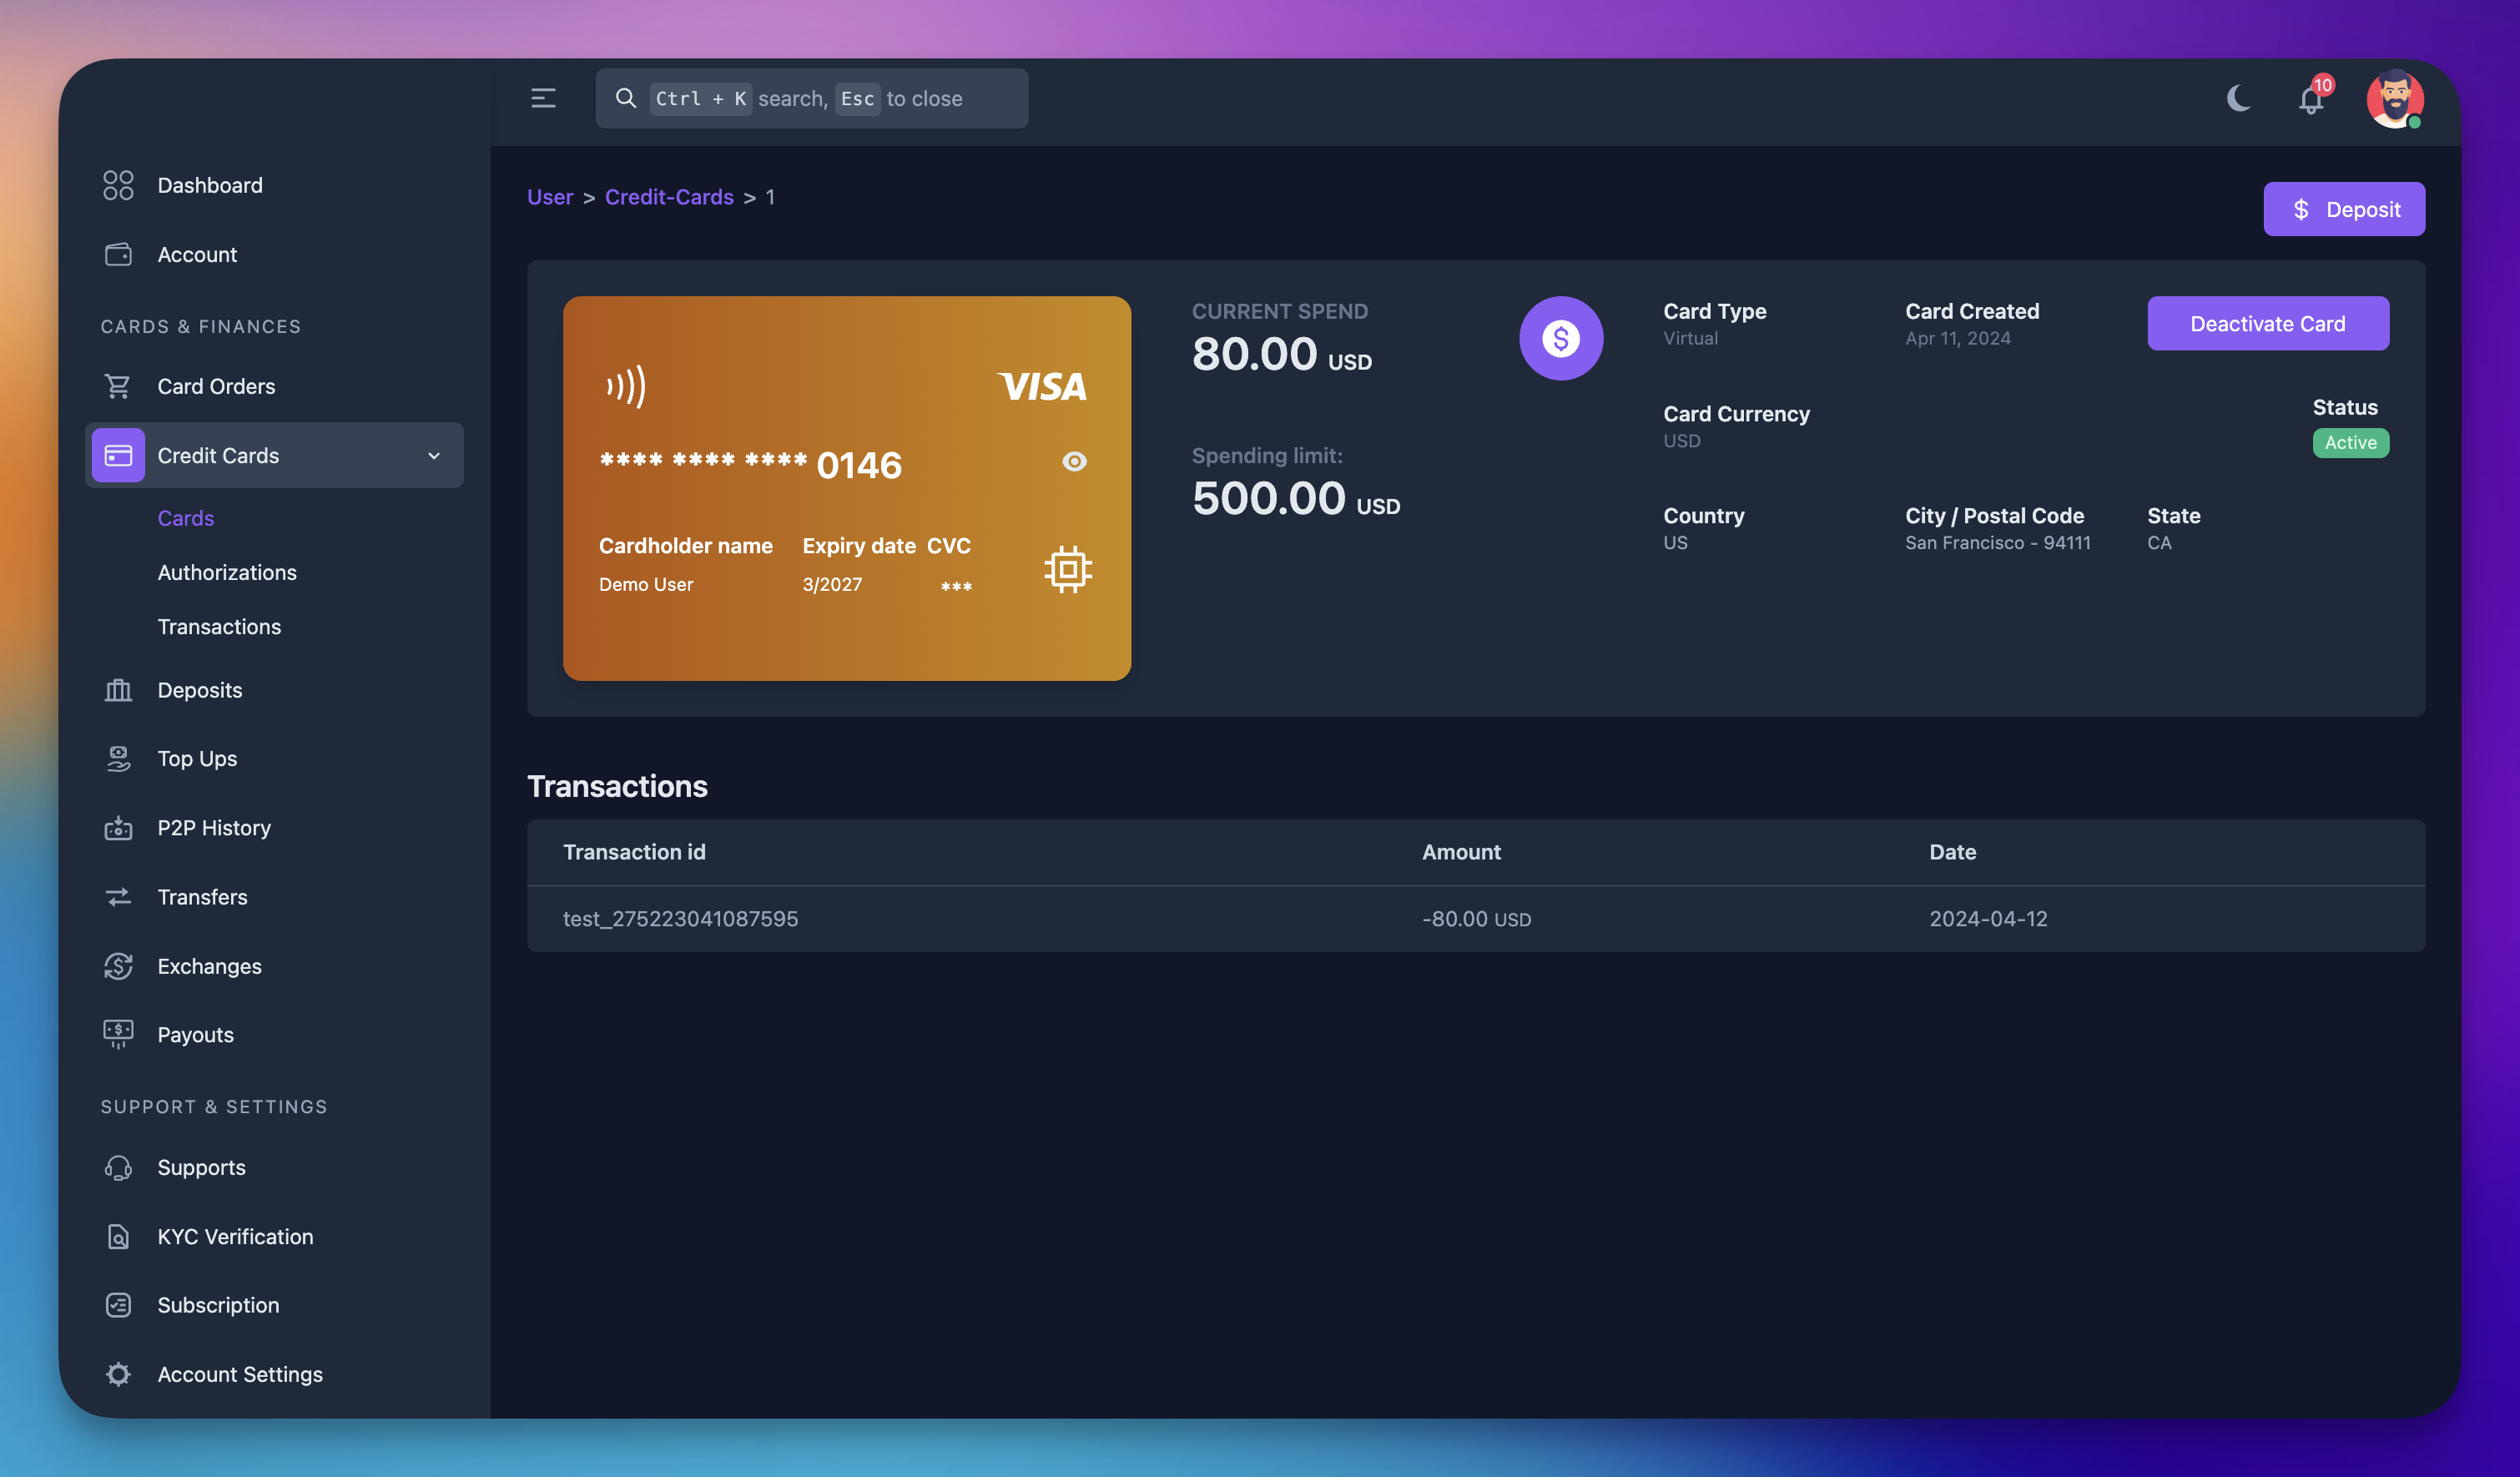 Ctrl + K search, Esc to close
10
Dashboard
Account
CARDS & FINANCES
Card Orders
Credit Cards
Cards
Authorizations
Transactions
Deposits
Top Ups
P2P History
Transfers
Exchanges
Payouts
SUPPORT & SETTINGS
Supports
KYC Verification
Subscription
Account Settings
User > Credit-Cards > 1
$ Deposit
VISA
**** **** **** 0146
Cardholder name Expiry date CVC
Demo User 3/2027 ***
CURRENT SPEND
80.00 USD
Spending limit:
500.00 USD
$
Card Type
Virtual
Card Created
Apr 11, 2024
Deactivate Card
Card Currency
USD
Status
Active
Country
US
City / Postal Code
San Francisco - 94111
State
CA
Transactions
Transaction id Amount Date
test_275223041087595 -80.00 USD 2024-04-12